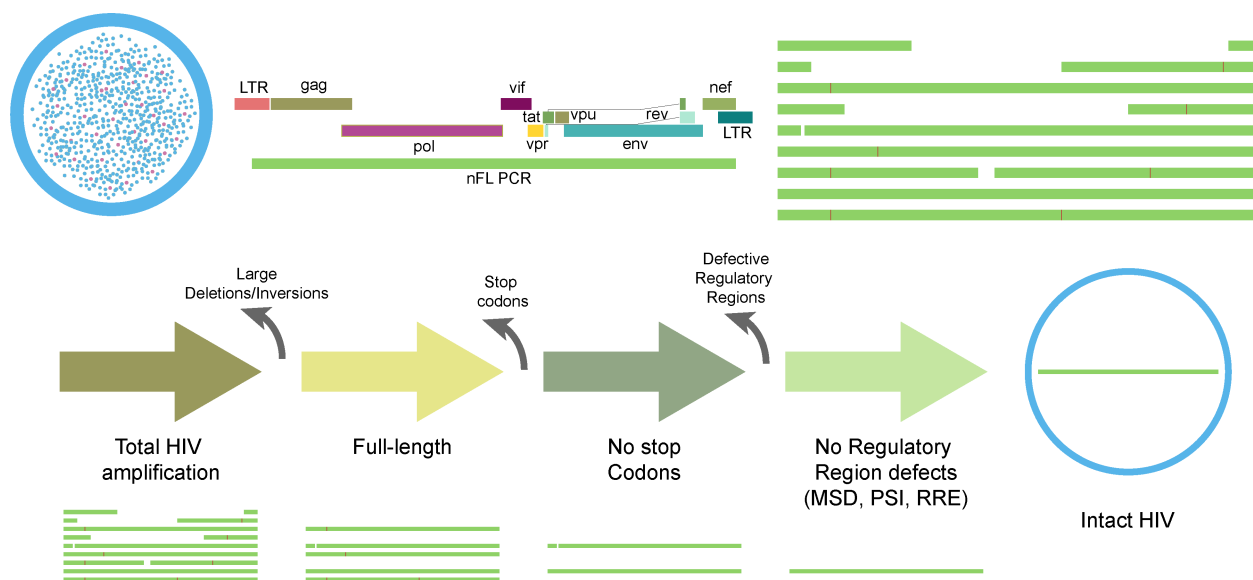 LTR
gag
vif
nef
tat
vpu
rev
pol
vpr
env
LTR
nFL PCR
Large
Deletions/Inversions
Stop
codons
Defective
Regulatory
Regions
Total HIV
amplification
Full-length
No stop
Codons
No Regulatory
Region defects
(MSD, PSI, RRE)
Intact HIV